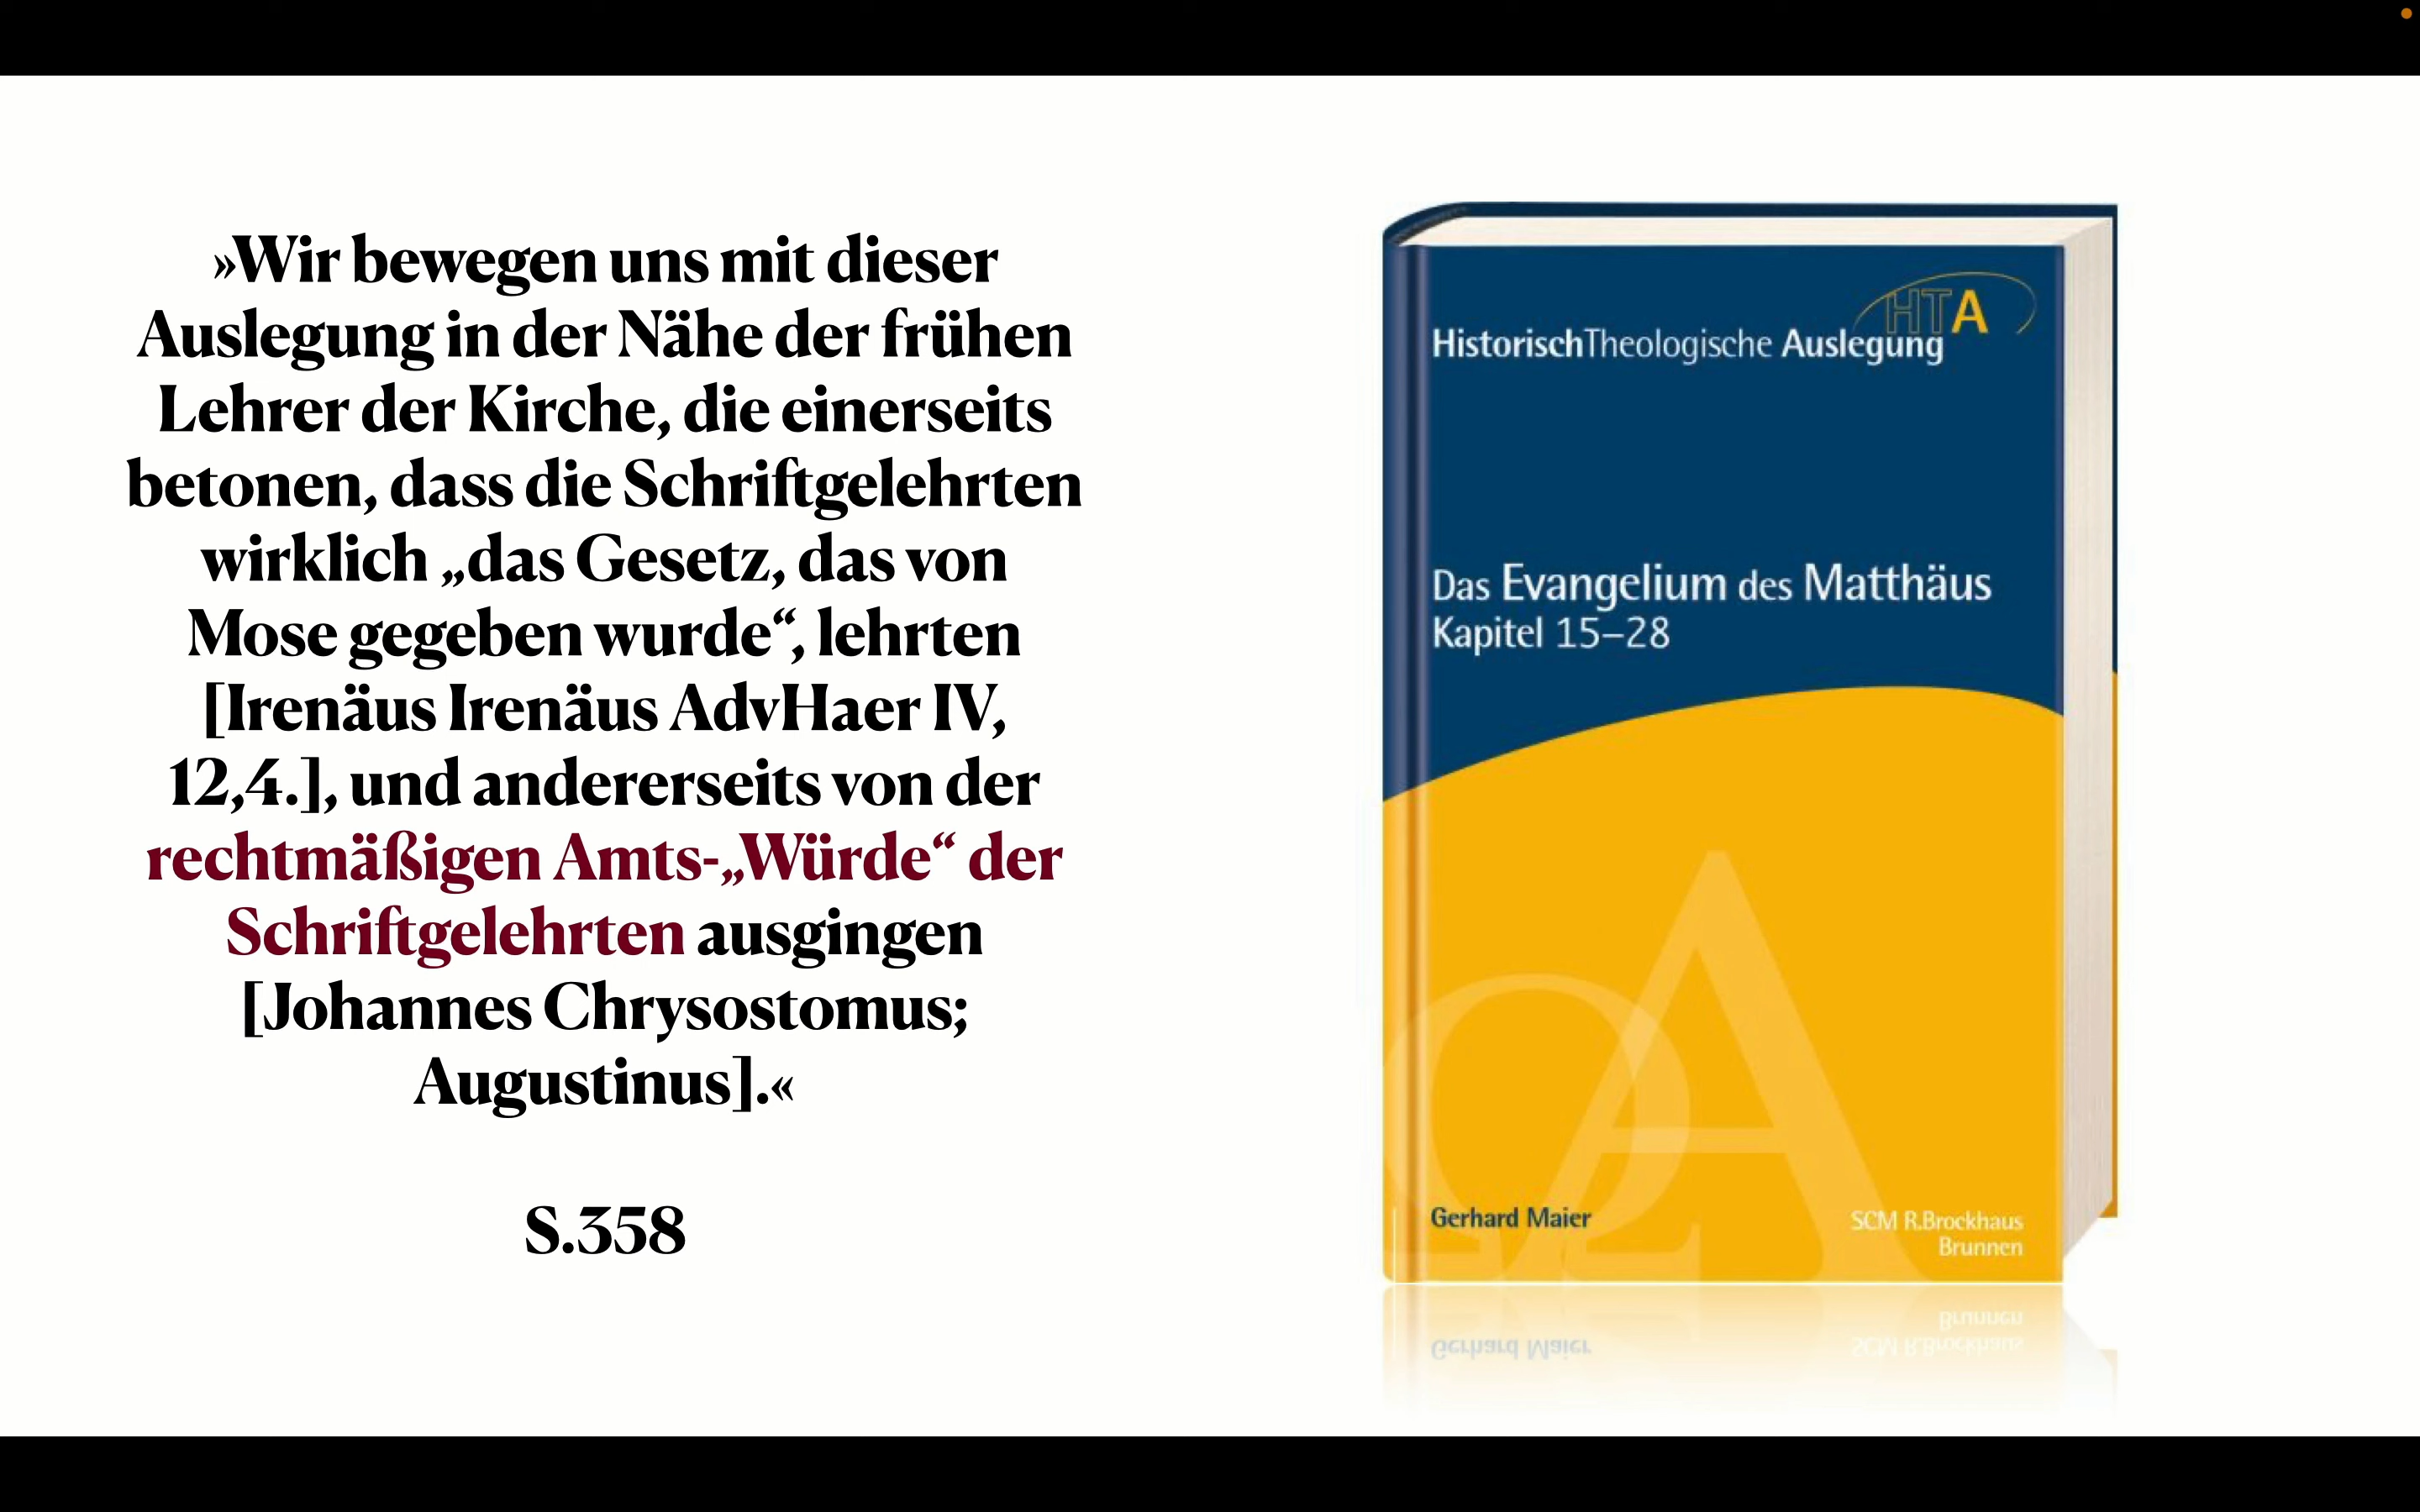 »Wir bewegen uns mit dieser
Auslegung in der Nähe der frühen
Lehrer der Kirche, die einerseits
betonen, dass die Schriftgelehrten
wirklich „das Gesetz, das von
Mose gegeben wurde“, lehrten
[Irenäus Irenäus AdvHaer IV,
12,4.], und andererseits von der
rechtmäßigen Amts-„Würde“ der
Schriftgelehrten ausgingen
[Johannes Chrysostomus;
Augustinus].«
S.358
HTA
HistorischTheologische Auslegung
Das Evangelium des Matthäus
Kapitel 15–28
Gerhard Maier
SCM R.Brockhaus
Brunnen